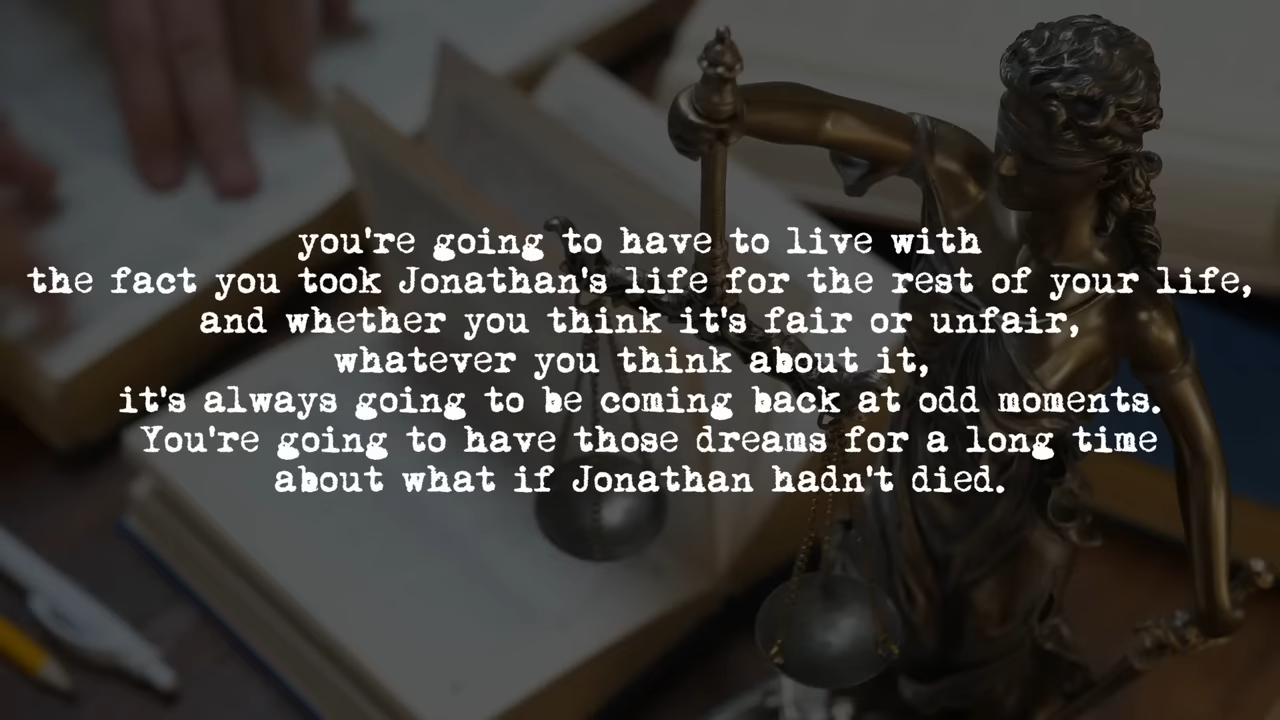 you're going to have to live with
the fact you took Jonathan's life for the rest of your life,
and whether you think it's fair or unfair,
whatever you think about it,
it's always going to be coming back at odd moments.
You're going to have those dreams for a long time
about what if Jonathan hadn't died.